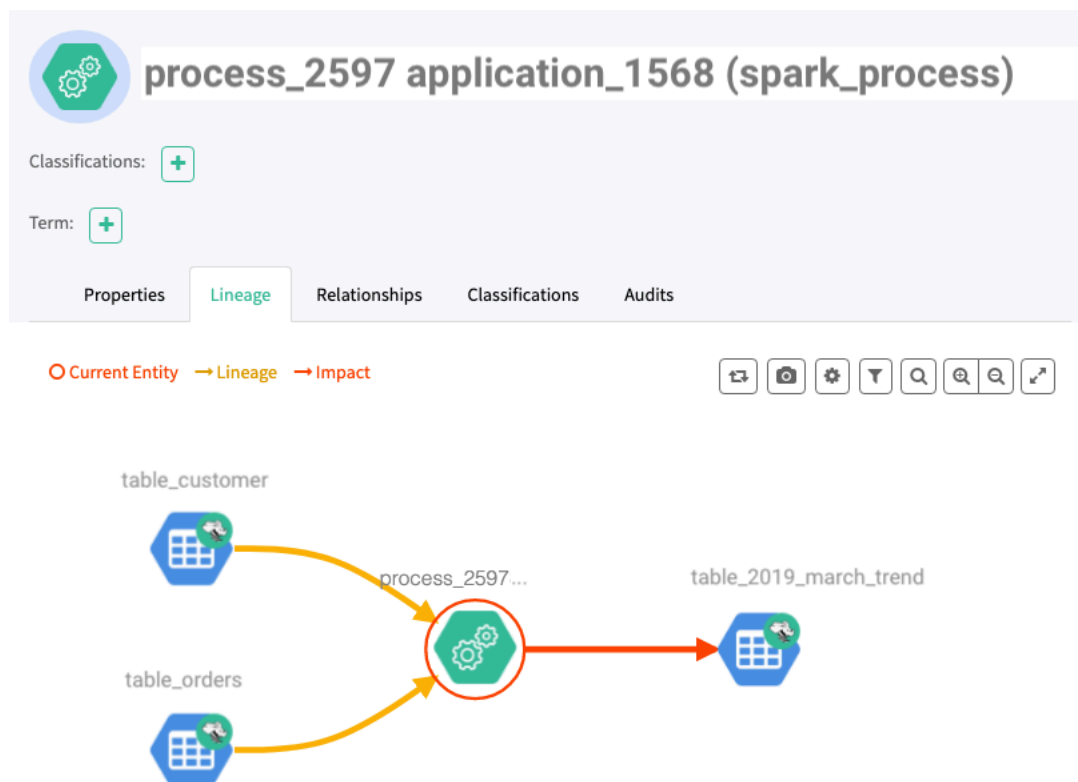 process_2597 application_1568 (spark_process)
Classifications:
Term:
Properties Lineage Relationships Classifications Audits
Current Entity Lineage Impact
table_customer
process_2597... table_2019_march_trend
table_orders